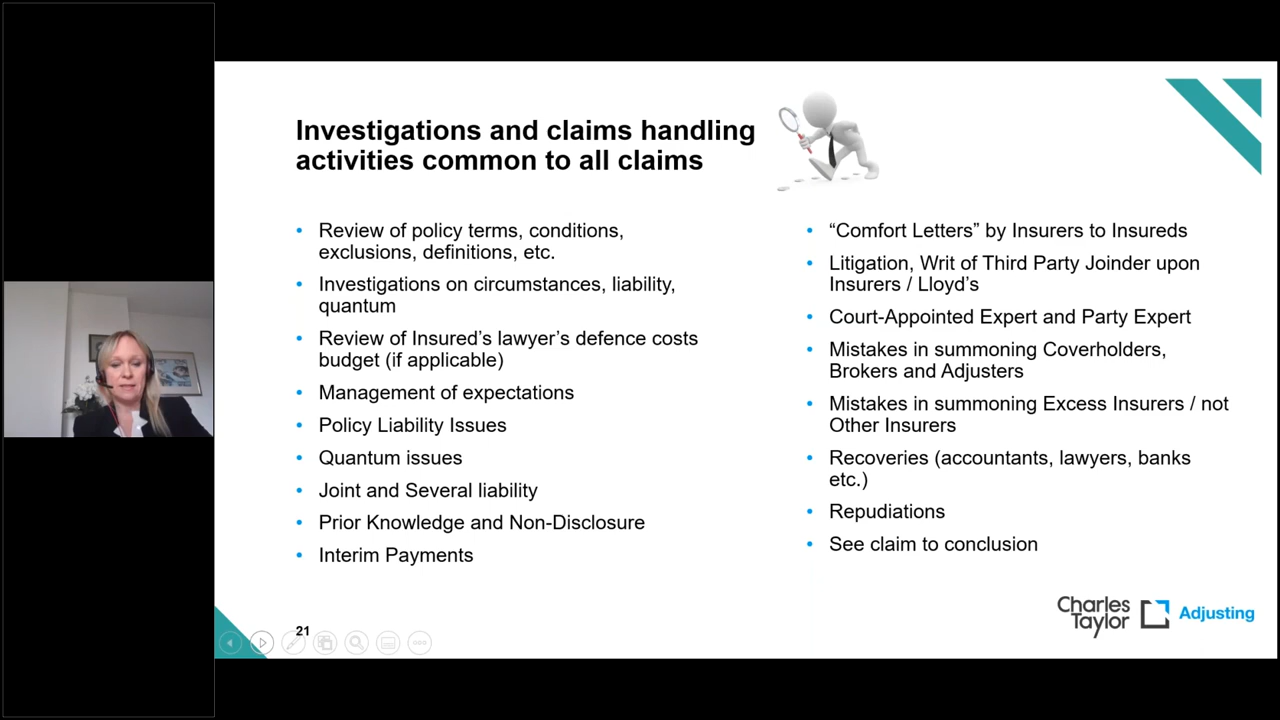 Investigations and claims handling
activities common to all claims
• Review of policy terms, conditions,
exclusions, definitions, etc.
• Investigations on circumstances, liability,
quantum
• Review of Insured’s lawyer’s defence costs
budget (if applicable)
• Management of expectations
• Policy Liability Issues
• Quantum issues
• Joint and Several liability
• Prior Knowledge and Non-Disclosure
• Interim Payments
• “Comfort Letters” by Insurers to Insureds
• Litigation, Writ of Third Party Joinder upon
Insurers / Lloyd’s
• Court-Appointed Expert and Party Expert
• Mistakes in summoning Coverholders,
Brokers and Adjusters
• Mistakes in summoning Excess Insurers / not
Other Insurers
• Recoveries (accountants, lawyers, banks
etc.)
• Repudiations
• See claim to conclusion
21
Charles
Taylor
Adjusting